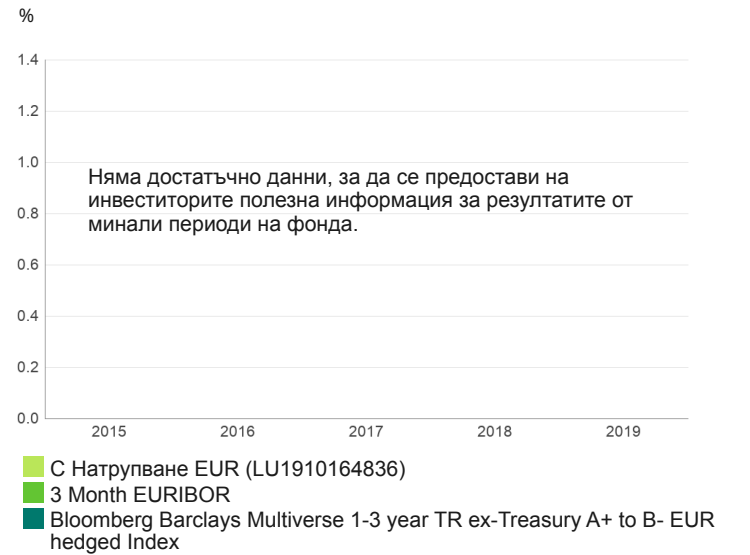 %
1.4
1.2
1.0
Няма достатъчно данни, за да се предостави на
инвеститорите полезна информация за резултатите от
0.8
минали периоди на фонда.
0.6
0.4
0.2
0.0
2015 2016 2017 2018 2019
C Натрупване EUR (LU1910164836)
3 Month EURIBOR
Bloomberg Barclays Multiverse 1-3 year TR ex-Treasury A+ to B- EUR
hedged Index